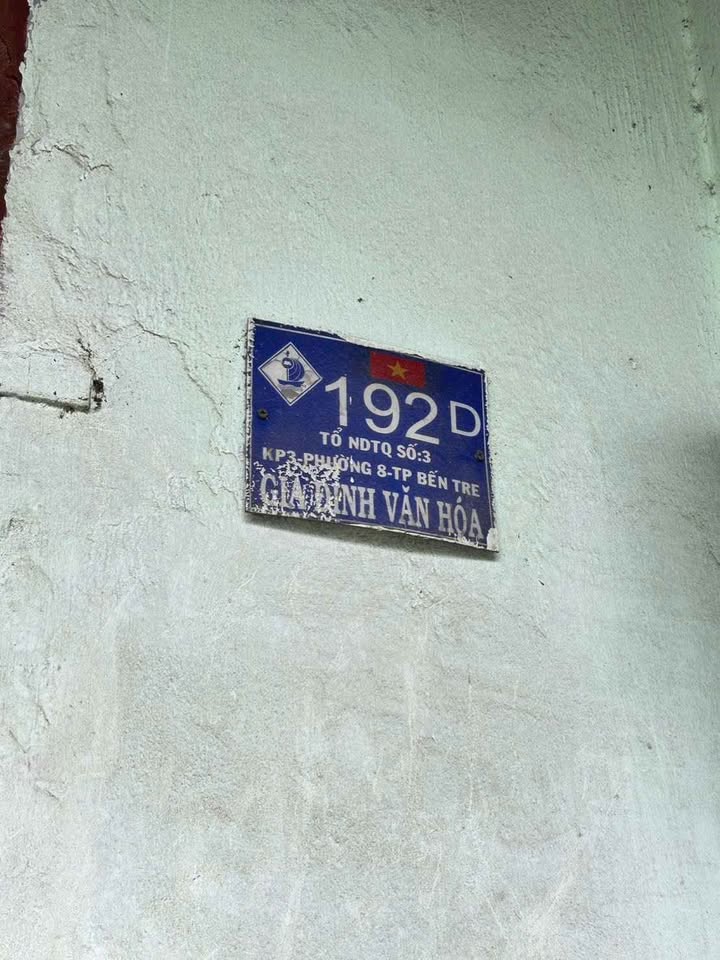 192D
TỔ NDTQ SỐ:3
KP3-PHƯỜNG 8-TP BẾN TRE
GIA ĐÌNH VĂN HÓA